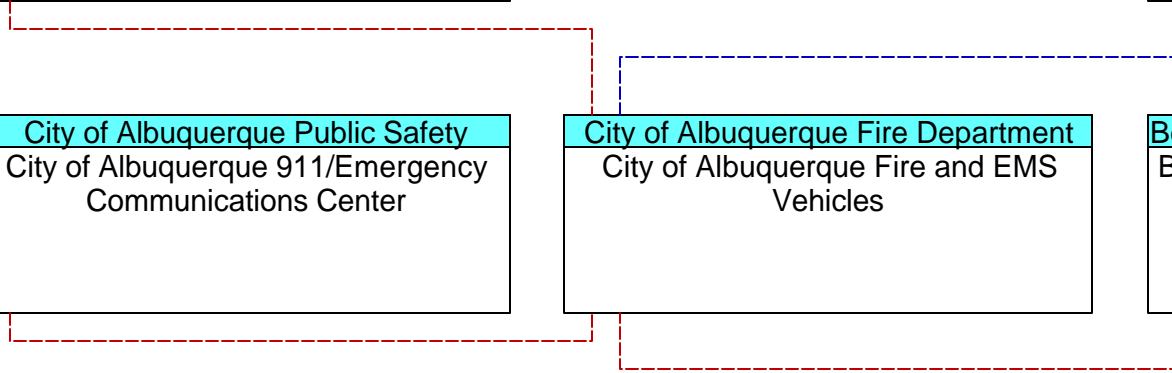 City of Albuquerque Public Safety
City of Albuquerque 911/Emergency
Communications Center
City of Albuquerque Fire Department
City of Albuquerque Fire and EMS
Vehicles